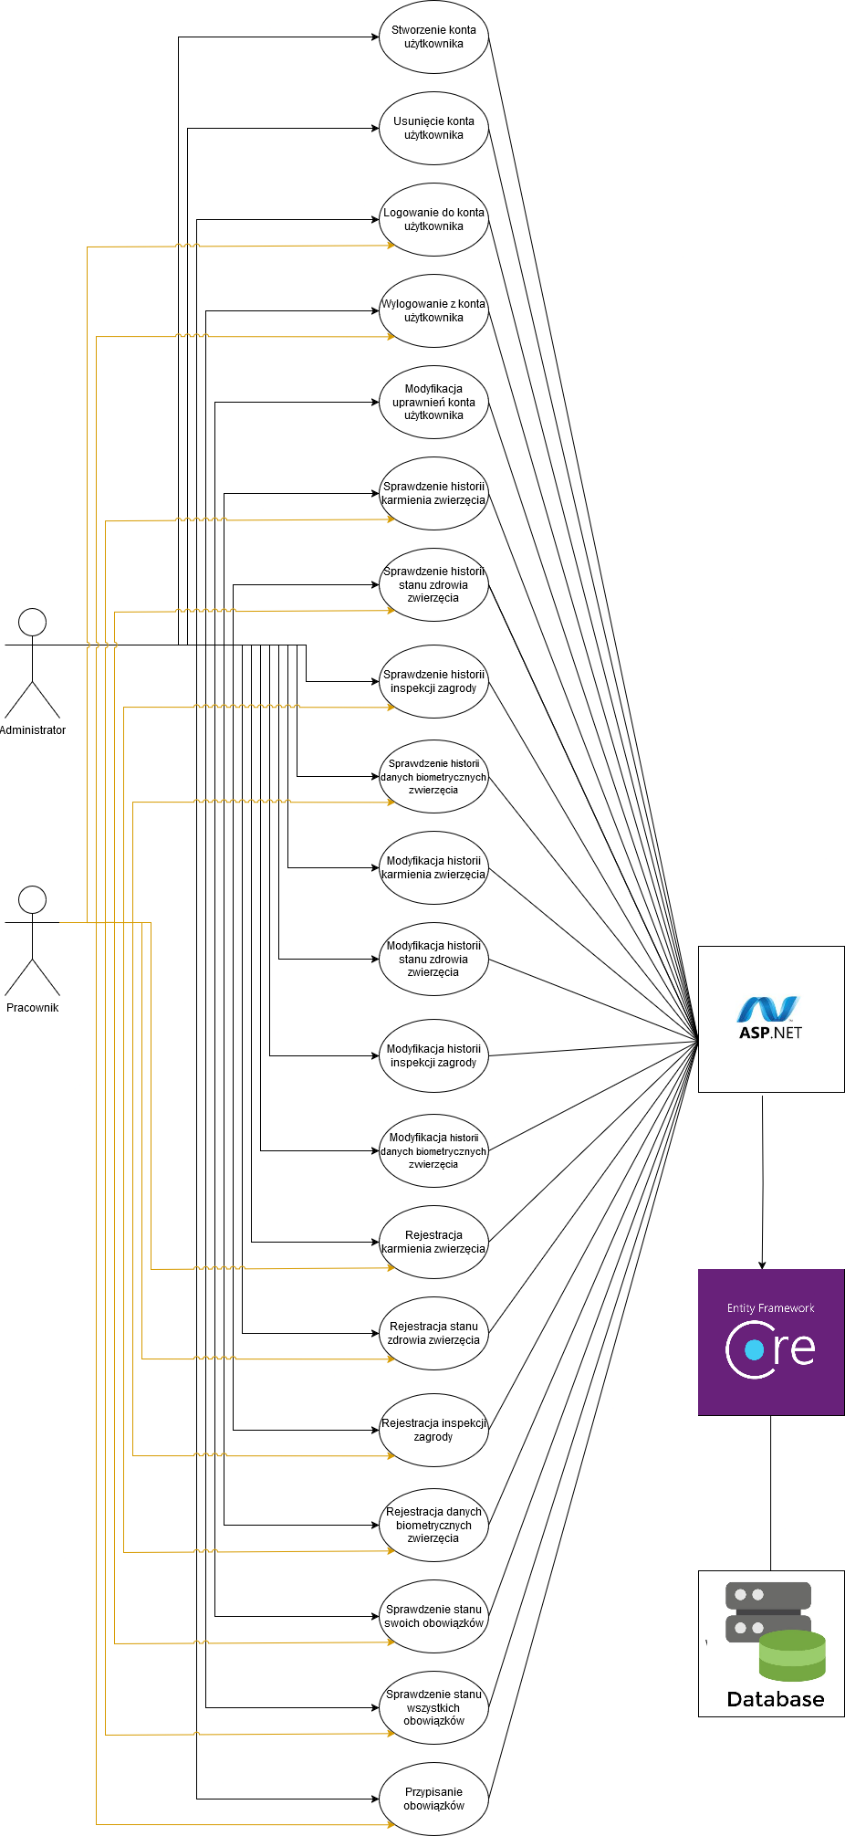 Stworzenie konta
użytkownika
Usunięcie konta
użytkownika
Logowanie do konta
użytkownika
Wylogowanie z konta
użytkownika
Modyfikacja
uprawnień konta
użytkownika
Sprawdzenie historii
karmienia zwierzęcia
Sprawdzenie historii
stanu zdrowia
zwierzęcia
Administrator
Sprawdzenie historii
inspekcji zagrody
Sprawdzenie historii
danych biometrycznych
zwierzęcia
Modyfikacja historii
karmienia zwierzęcia
Pracownik
Modyfikacja historii
stanu zdrowia
zwierzęcia
ASP.NET
Modyfikacja historii
inspekcji zagrody
Modyfikacja historii
danych biometrycznych
zwierzęcia
Rejestracja
karmienia zwierzęcia
Rejestracja stanu
zdrowia zwierzęcia
Entity Framework
Core
Rejestracja inspekcji
zagrody
Rejestracja danych
biometrycznych
zwierzęcia
Sprawdzenie stanu
swoich obowiązków
Sprawdzenie stanu
wszystkich
obowiązków
Database
Przypisanie
obowiązków